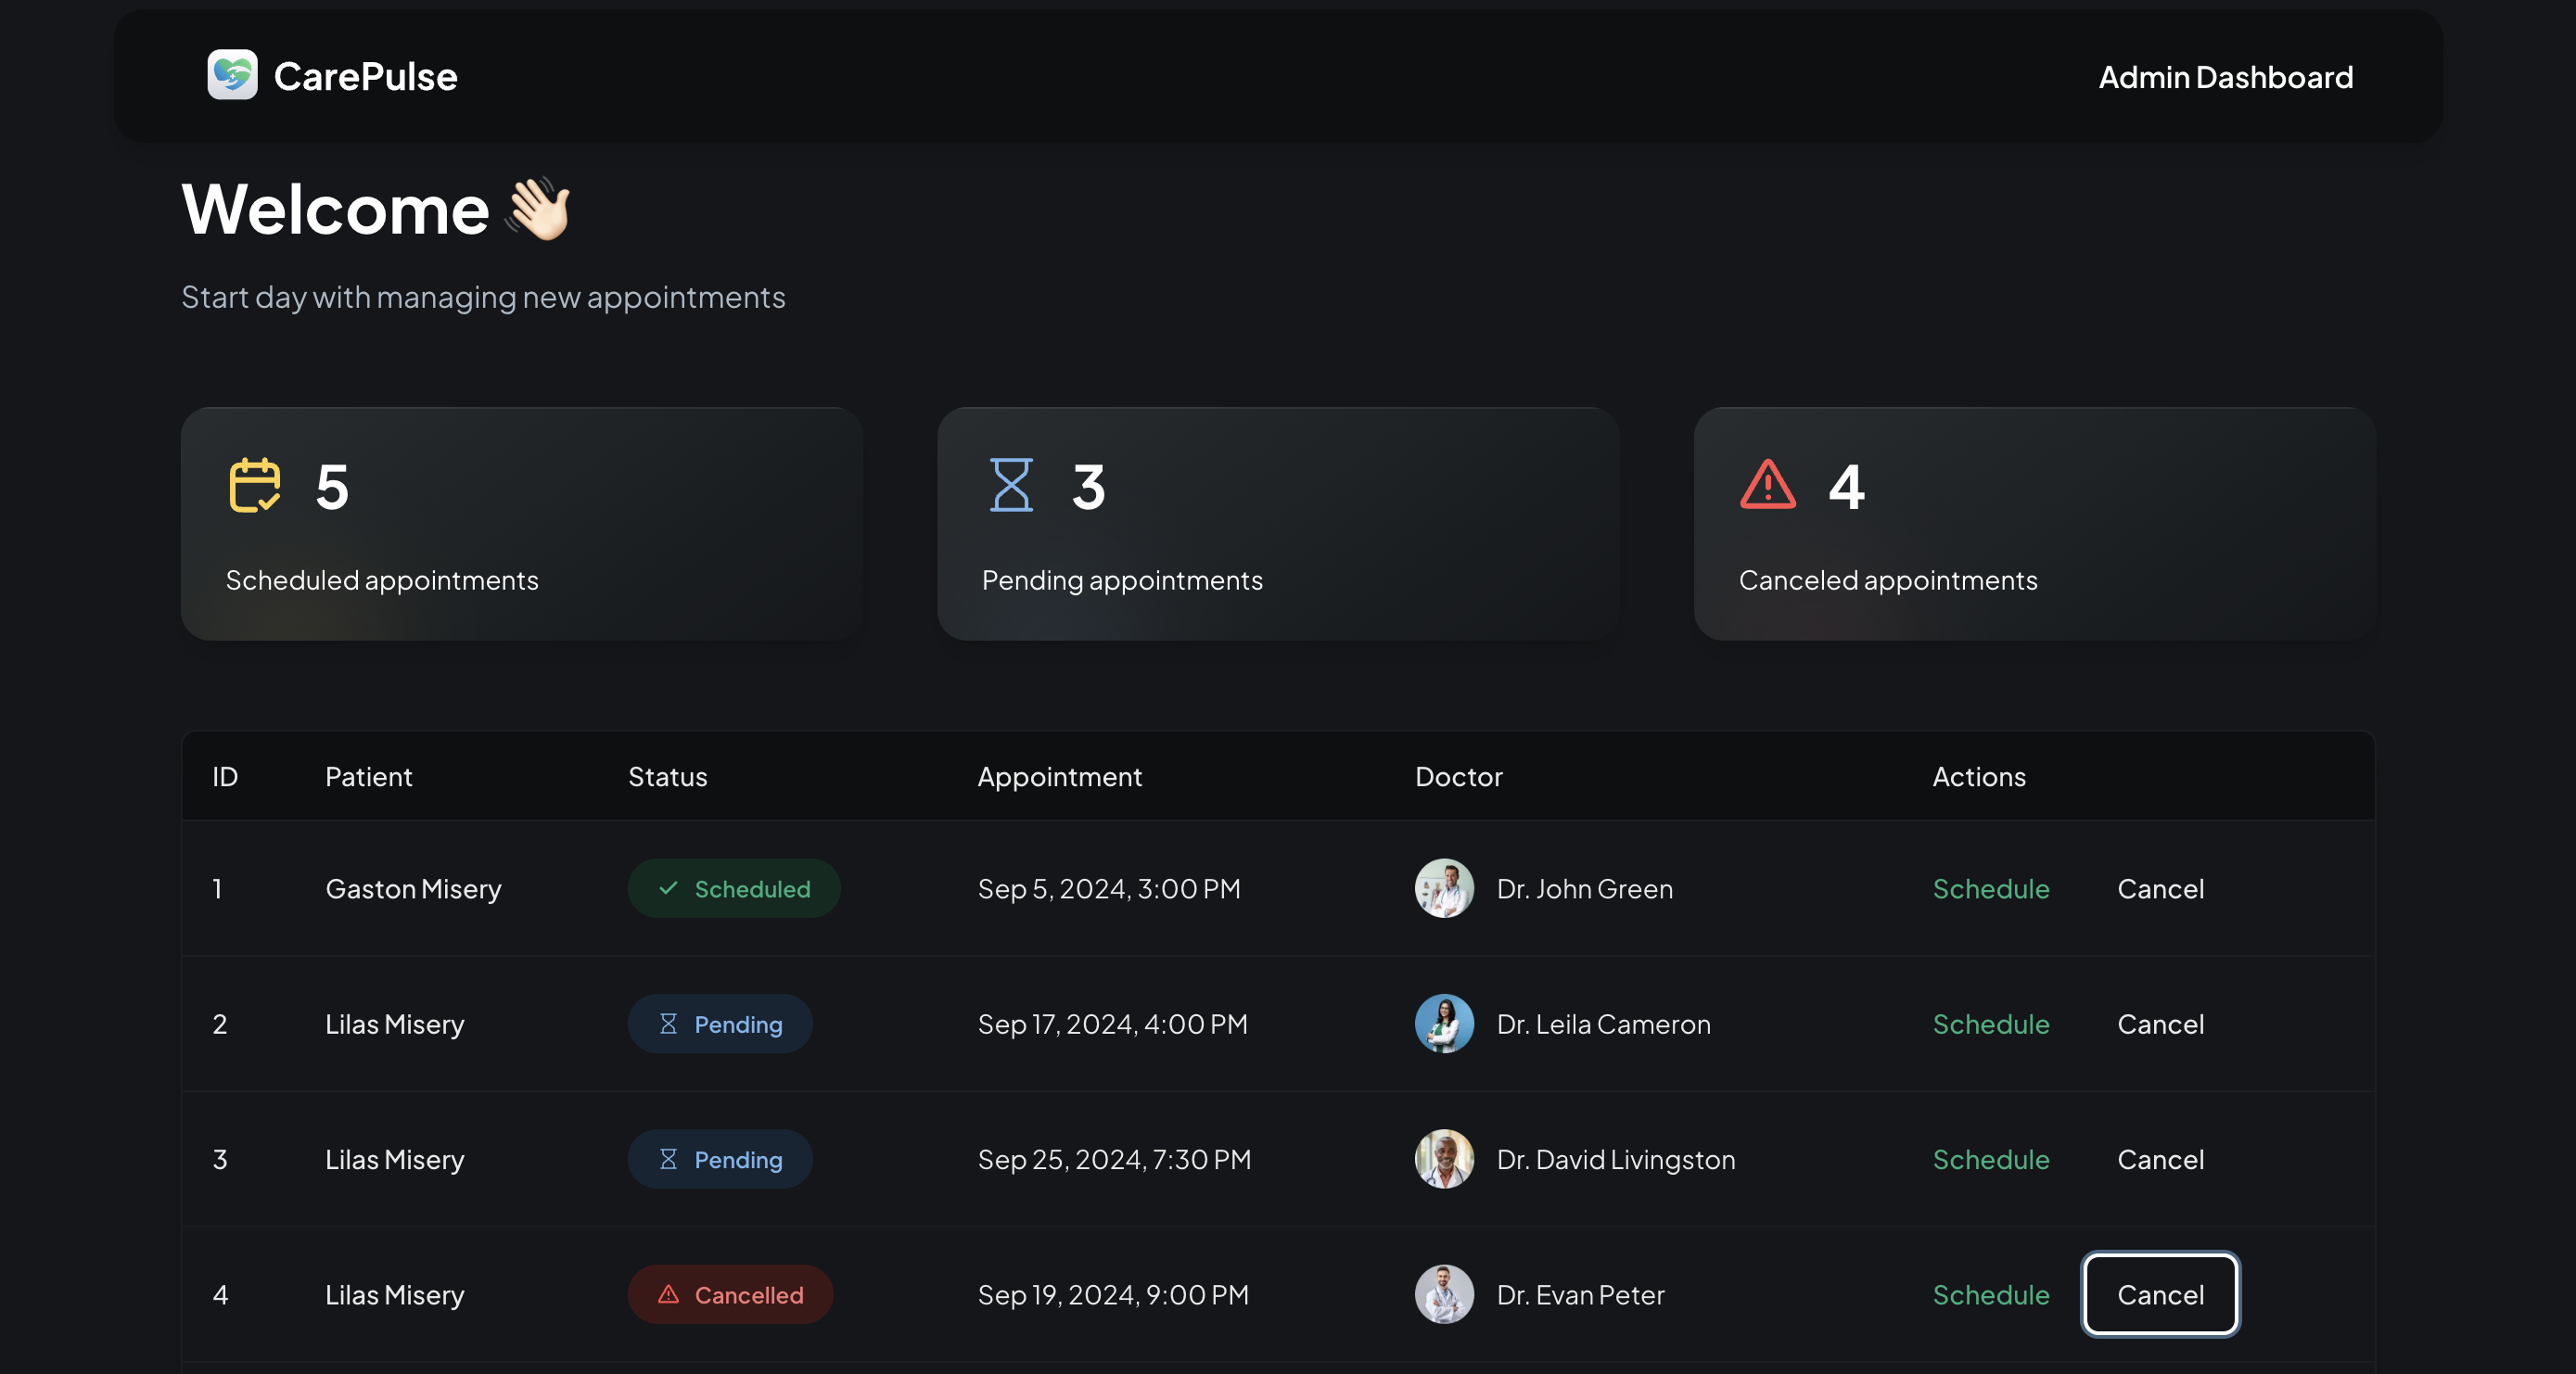 CarePulse
Admin Dashboard
Welcome 👋🏻
Start day with managing new appointments
5
Scheduled appointments
3
Pending appointments
4
Canceled appointments
ID Patient Status Appointment Doctor Actions
1 Gaston Misery Scheduled Sep 5, 2024, 3:00 PM Dr. John Green Schedule Cancel
2 Lilas Misery Pending Sep 17, 2024, 4:00 PM Dr. Leila Cameron Schedule Cancel
3 Lilas Misery Pending Sep 25, 2024, 7:30 PM Dr. David Livingston Schedule Cancel
4 Lilas Misery Cancelled Sep 19, 2024, 9:00 PM Dr. Evan Peter Schedule Cancel